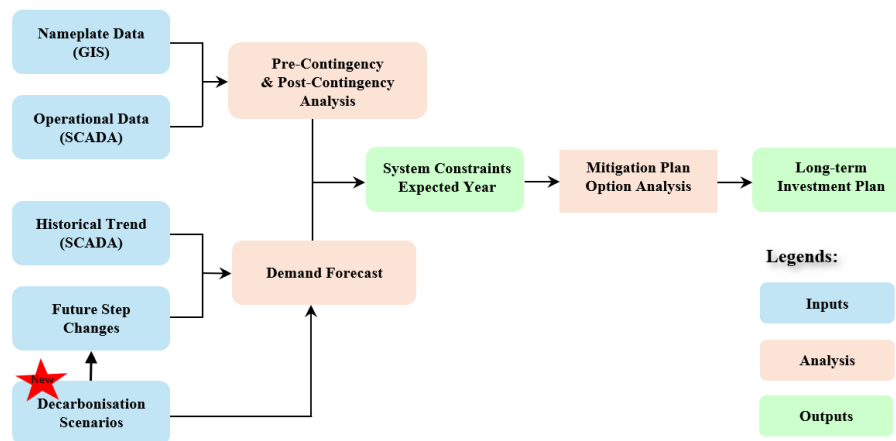 Nameplate Data
(GIS)
Operational Data
(SCADA)
Pre-Contingency
& Post-Contingency
Analysis
System Constraints
Expected Year
Mitigation Plan
Option Analysis
Long-term
Investment Plan
Historical Trend
(SCADA)
Demand Forecast
Future Step
Changes
New
Decarbonisation
Scenarios
Legends:
Inputs
Analysis
Outputs